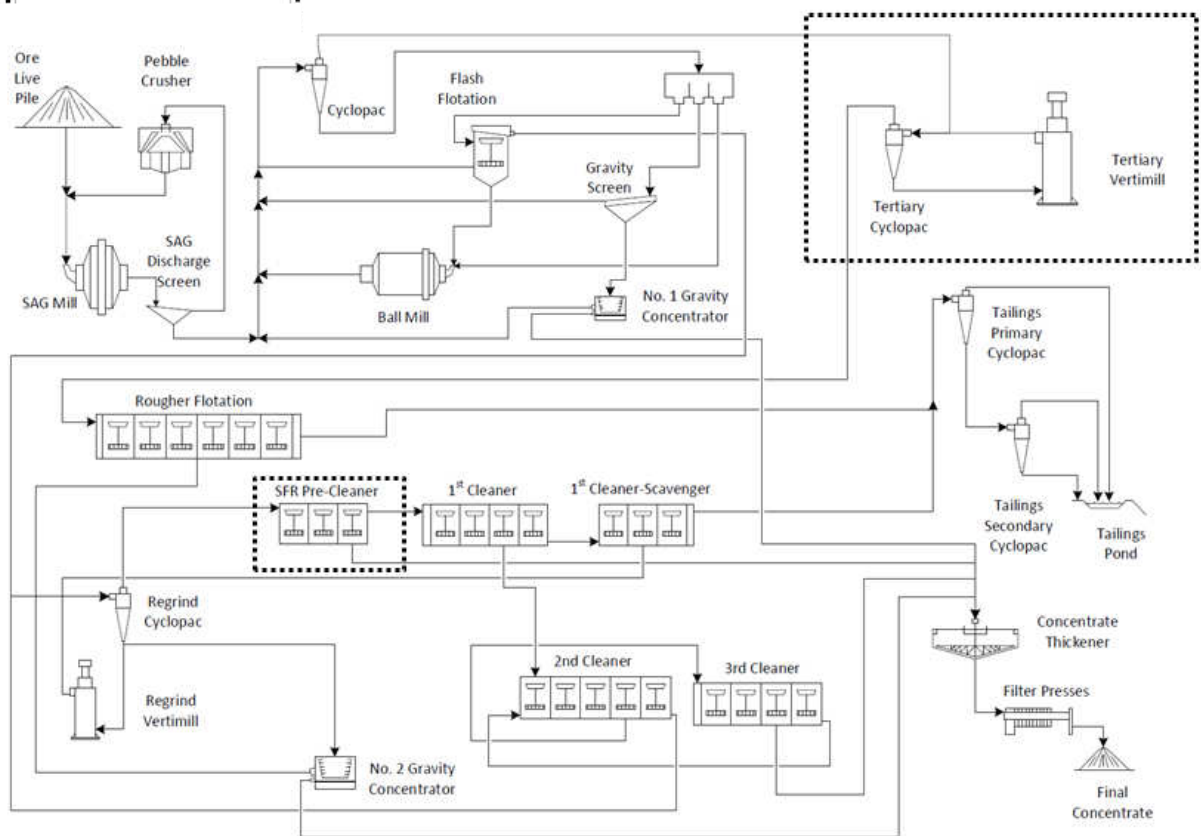 Ore
Live
Pile
Pebble
Crusher
Cyclopac
Flash
Flotation
Gravity
Screen
Tertiary
Cyclopac
Tertiary
Vertimill
SAG
Discharge
Screen
SAG Mill
Ball Mill
No. 1 Gravity
Concentrator
Tailings
Primary
Cyclopac
Rougher Flotation
SFR Pre-Cleaner
1st Cleaner
1st Cleaner-Scavenger
Tailings
Secondary
Cyclopac
Tailings
Pond
Regrind
Cyclopac
Concentrate
Thickener
2nd Cleaner
3rd Cleaner
Filter Presses
Regrind
Vertimill
No. 2 Gravity
Concentrator
Final
Concentrate